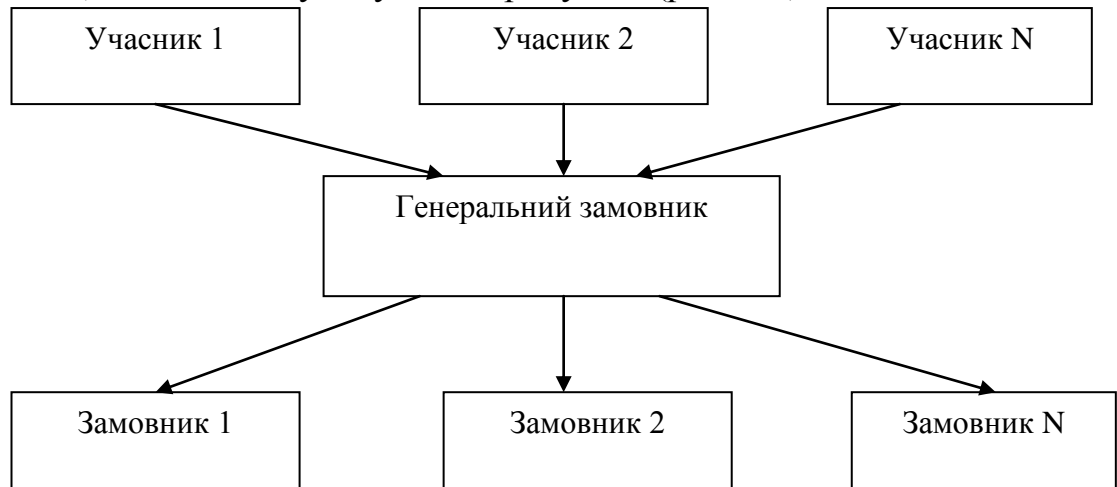 Учасник 1
Учасник 2
Учасник N
Генеральний замовник
Замовник 1
Замовник 2
Замовник N